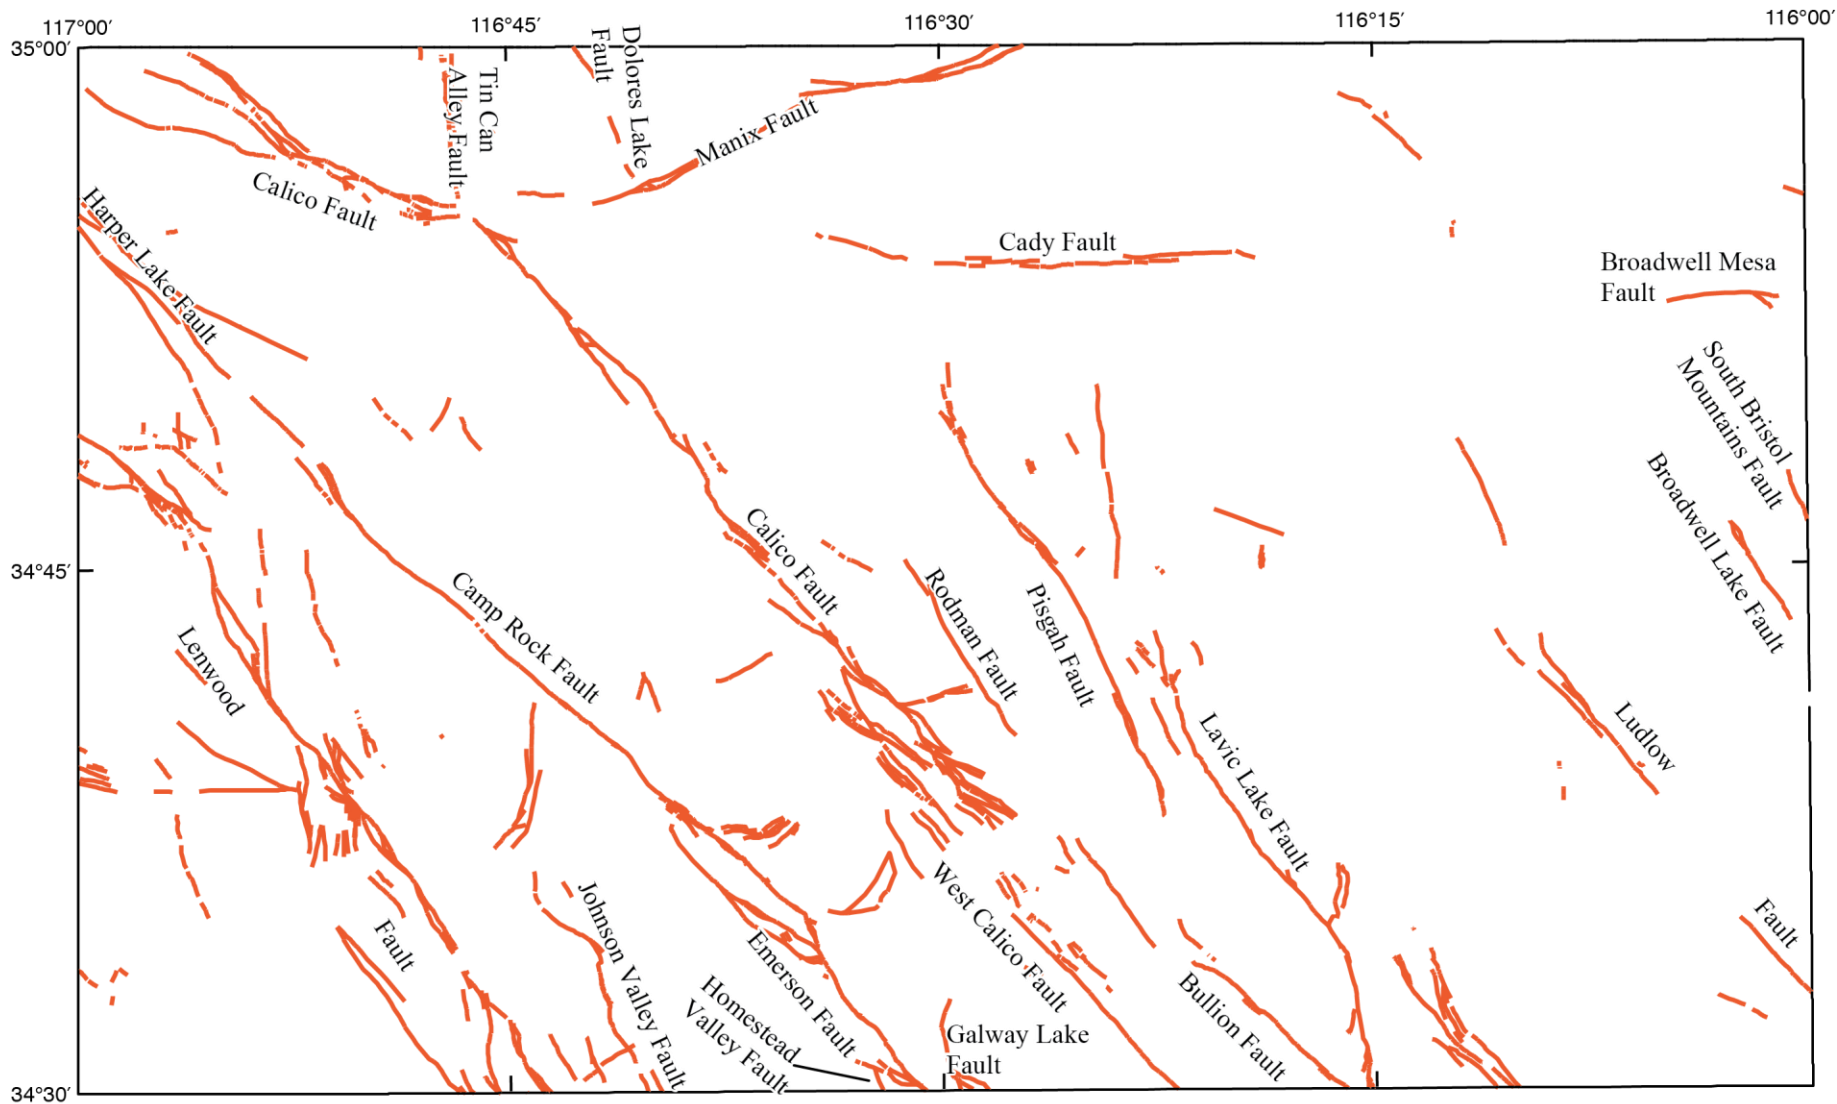 117°00′
116°45′
116°30′
116°15′
116°00′
35°00′
Tin Can
Alley Fault
Dolores Lake
Fault
Manix Fault
Calico Fault
Harper Lake Fault
Cady Fault
Broadwell Mesa
Fault
South Bristol
Mountains Fault
Broadwell Lake Fault
34°45′
Calico Fault
Camp Rock Fault
Rodman Fault
Pisgah Fault
Lenwood
Lavic Lake Fault
Ludlow
Fault
Johnson Valley Fault
Emerson Fault
West Calico Fault
Bullion Fault
Fault
Homestead
Valley Fault
Galway Lake
Fault
34°30′